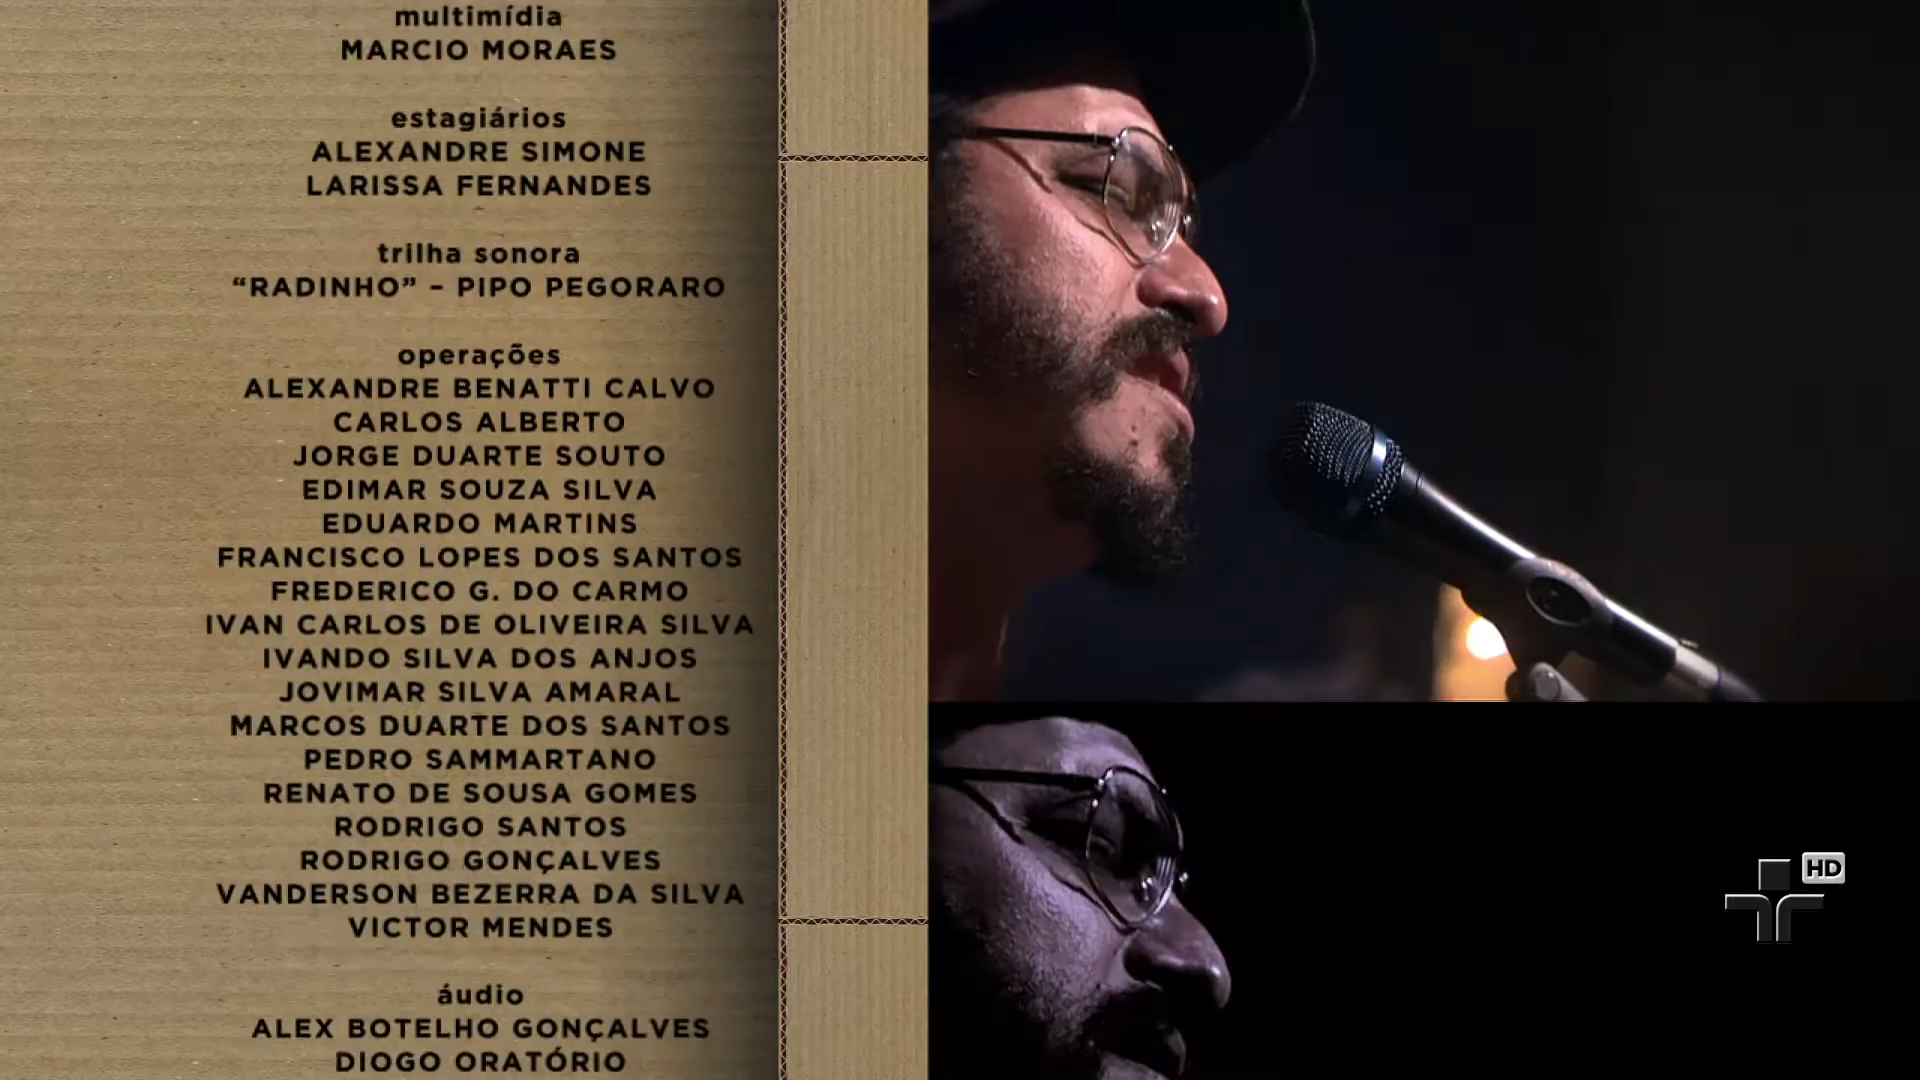 multimídia
MARCIO MORAES
estagiários
ALEXANDRE SIMONE
LARISSA FERNANDES
trilha sonora
“RADINHO” – PIPO PEGORARO
operações
ALEXANDRE BENATTI CALVO
CARLOS ALBERTO
JORGE DUARTE SOUTO
EDIMAR SOUZA SILVA
EDUARDO MARTINS
FRANCISCO LOPES DOS SANTOS
FREDERICO G. DO CARMO
IVAN CARLOS DE OLIVEIRA SILVA
IVANDO SILVA DOS ANJOS
JOVIMAR SILVA AMARAL
MARCOS DUARTE DOS SANTOS
PEDRO SAMMARTANO
RENATO DE SOUSA GOMES
RODRIGO SANTOS
RODRIGO GONÇALVES
VANDERSON BEZERRA DA SILVA
VICTOR MENDES
áudio
ALEX BOTELHO GONÇALVES
DIOGO ORATÓRIO
HD